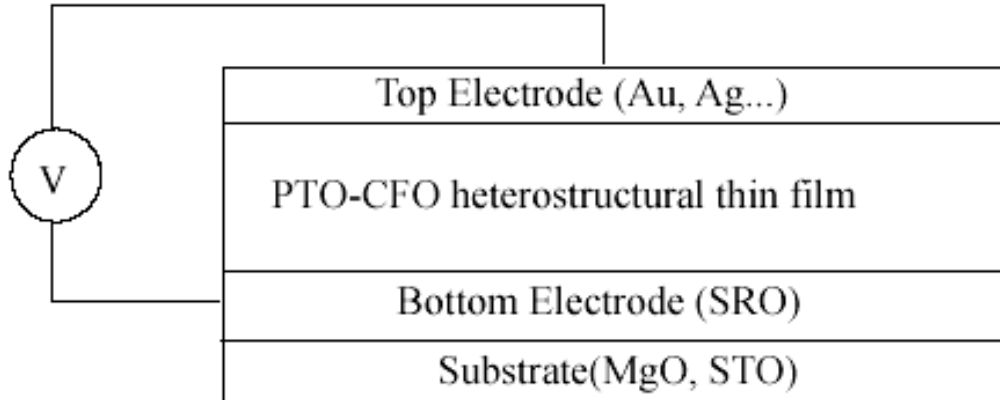 Top Electrode (Au, Ag...)
V
PTO-CFO heterostructural thin film
Bottom Electrode (SRO)
Substrate(MgO, STO)